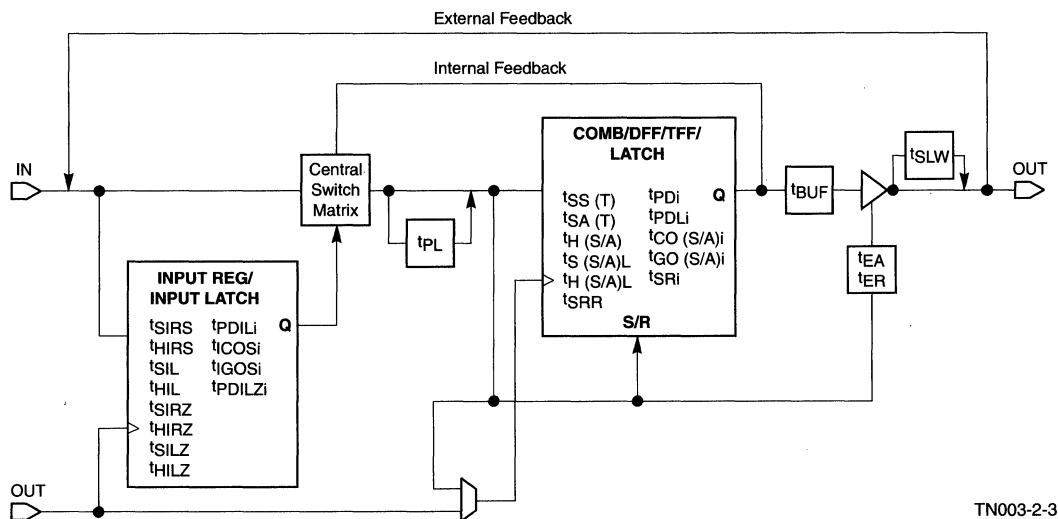 External Feedback
Internal Feedback
IN
Central
Switch
Matrix
tPL
COMB/DFF/TFF/
LATCH
tSS (T) tPDi Q
tSA (T) tPDLi
tH (S/A) tCO (S/A)i
tS (S/A)L tGO (S/A)i
tH (S/A)L tSRi
tSRR
S/R
tBUF
tSLW
OUT
tEA
tER
INPUT REG/
INPUT LATCH
tSIRS tPDILi Q
tHIRS tICOSi
tSIL tIGOSi
tHIL tPDILZi
tSIRZ
tHIRZ
tSILZ
tHILZ
OUT
TN003-2-3